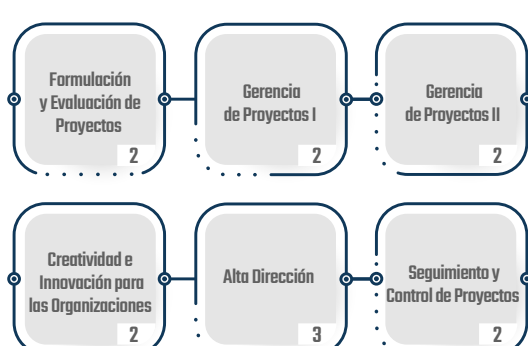 Formulación
y Evaluación de
Proyectos
2
Gerencia
de Proyectos I
2
Gerencia
de Proyectos II
2
Creatividad e
Innovación para
las Organizaciones
2
Alta Dirección
3
Seguimiento y
Control de Proyectos
2